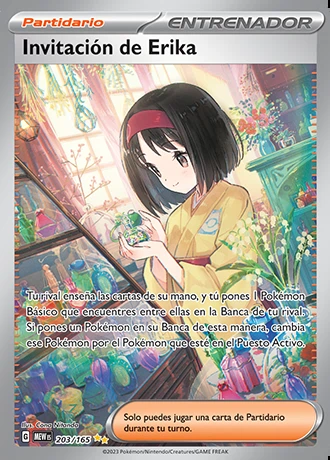 Partidario
ENTRENADOR
Invitación de Erika
Tu rival enseña las cartas de su mano, y tú pones 1 Pokémon
Básico que encuentres entre ellas en la Banca de tu rival.
Si pones un Pokémon en su Banca de esta manera, cambia
ese Pokémon por el Pokémon que esté en el Puesto Activo.
Illus. Cona Nitanda
G MEW ES 203/165
Solo puedes jugar una carta de Partidario
durante tu turno.
©2023 Pokémon/Nintendo/Creatures/GAME FREAK